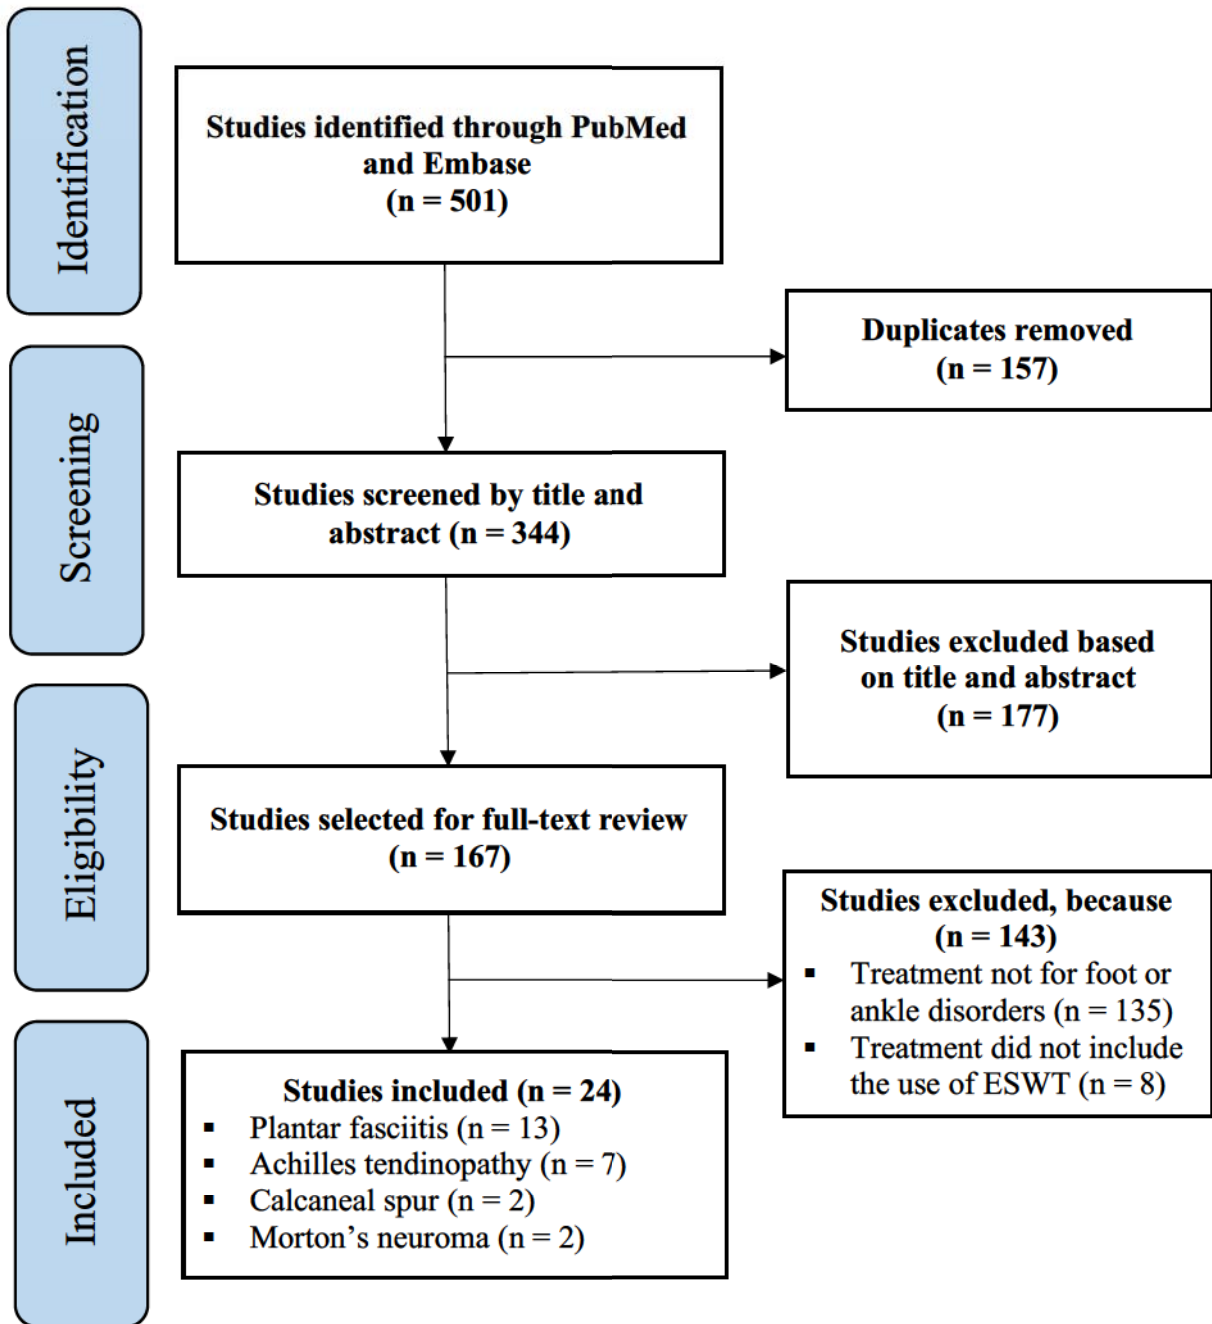 Identification
Studies identified through PubMed
and Embase
(n = 501)
Duplicates removed
(n = 157)
Screening
Studies screened by title and
abstract (n = 344)
Studies excluded based
on title and abstract
(n = 177)
Eligibility
Studies selected for full-text review
(n = 167)
Studies excluded, because
(n = 143)
▪ Treatment not for foot or
ankle disorders (n = 135)
▪ Treatment did not include
the use of ESWT (n = 8)
Included
Studies included (n = 24)
▪ Plantar fasciitis (n = 13)
▪ Achilles tendinopathy (n = 7)
▪ Calcaneal spur (n = 2)
▪ Morton’s neuroma (n = 2)